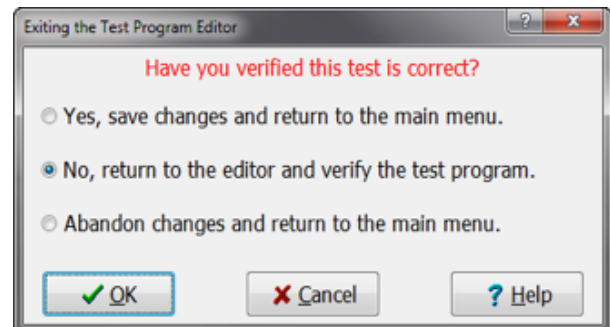 Exiting the Test Program Editor
Have you verified this test is correct?
Yes, save changes and return to the main menu.
No, return to the editor and verify the test program.
Abandon changes and return to the main menu.
OK Cancel ? Help